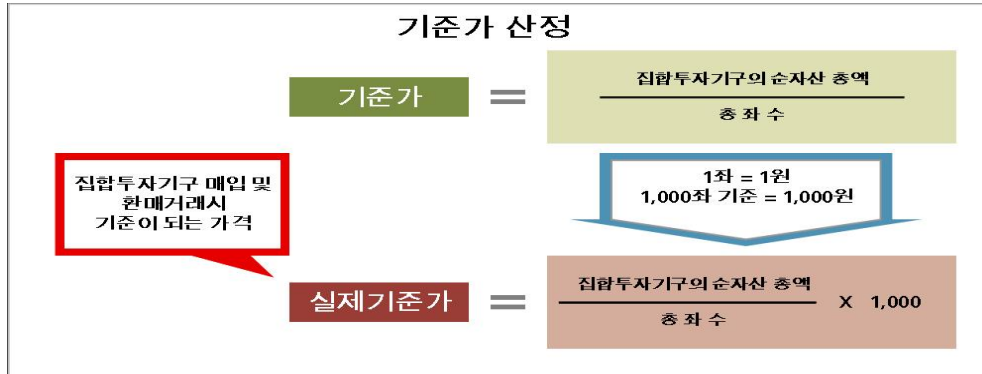 기준가 산정
기준가 = 집합투자기구의 순자산 총액
총 좌 수
1좌 = 1원
1,000좌 기준 = 1,000원
집합투자기구 매입 및
환매거래시
기준이 되는 가격
실제기준가 = 집합투자기구의 순자산 총액
총 좌 수
X 1,000